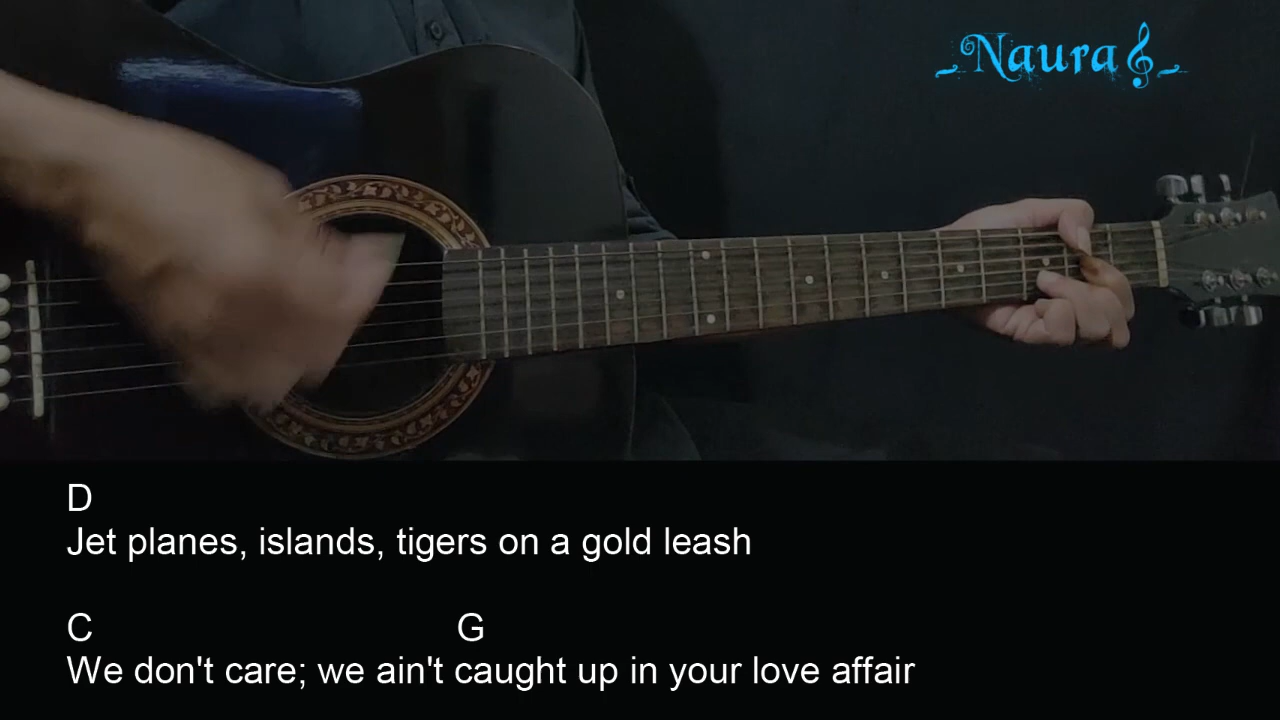 Naura
D
Jet planes, islands, tigers on a gold leash
C G
We don't care; we ain't caught up in your love affair